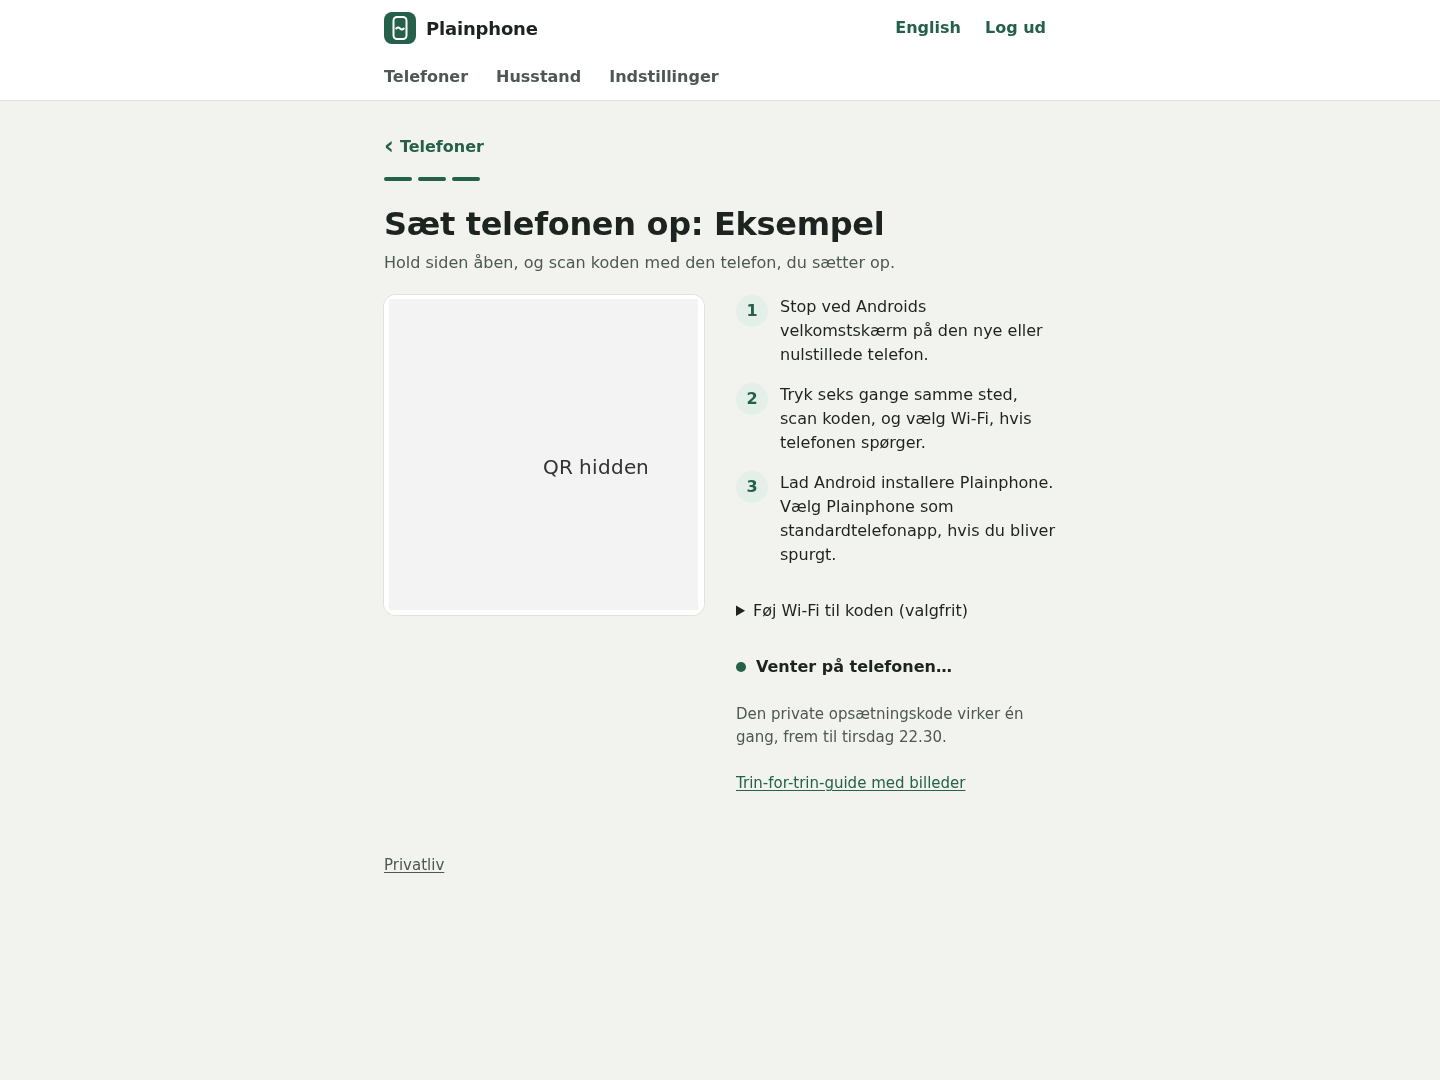 Plainphone
English
Log ud
Telefoner
Husstand
Indstillinger
‹ Telefoner
Sæt telefonen op: Eksempel
Hold siden åben, og scan koden med den telefon, du sætter op.
QR hidden
1
Stop ved Androids
velkomstskærm på den nye eller
nulstillede telefon.
2
Tryk seks gange samme sted,
scan koden, og vælg Wi-Fi, hvis
telefonen spørger.
3
Lad Android installere Plainphone.
Vælg Plainphone som
standardtelefonapp, hvis du bliver
spurgt.
Føj Wi-Fi til koden (valgfrit)
Venter på telefonen…
Den private opsætningskode virker én
gang, frem til tirsdag 22.30.
Trin-for-trin-guide med billeder
Privatliv